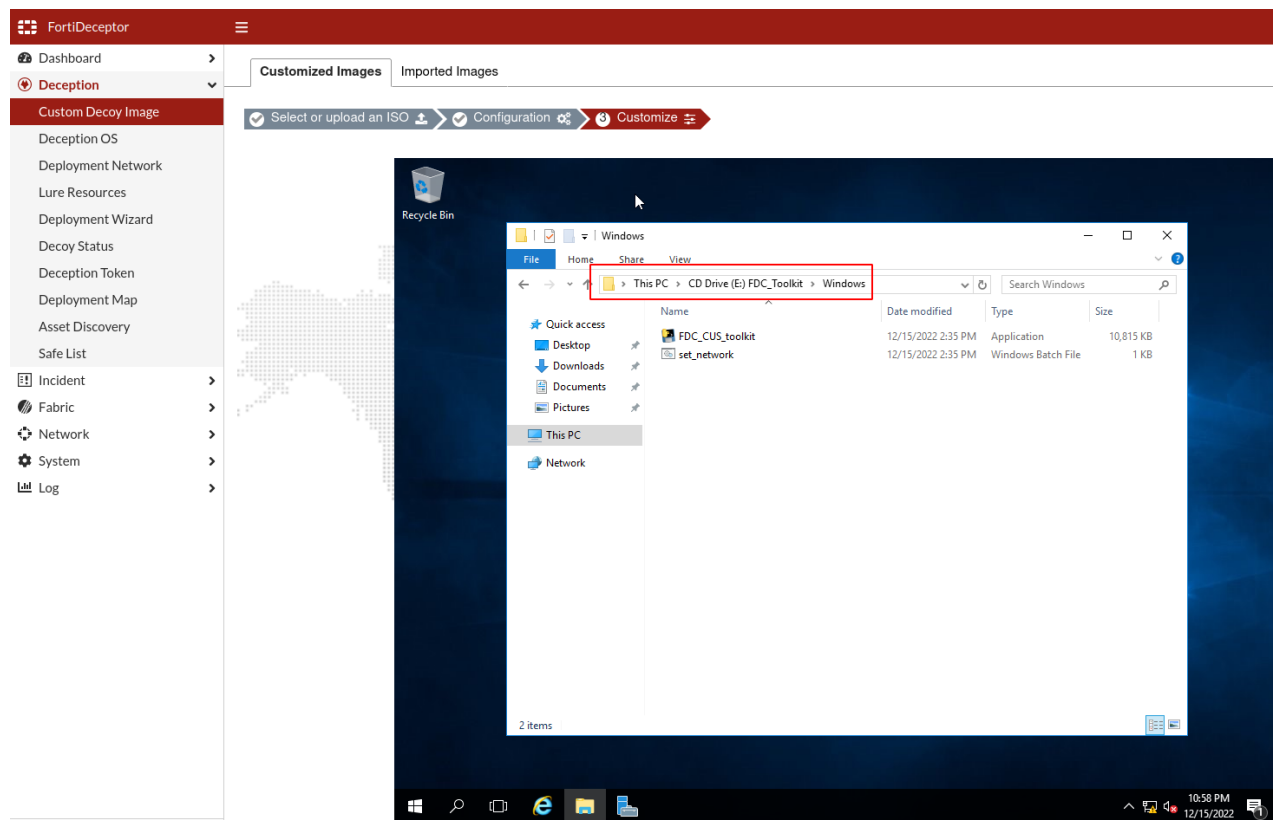 FortiDeceptor
Dashboard
Deception
Custom Decoy Image
Deception OS
Deployment Network
Lure Resources
Deployment Wizard
Decoy Status
Deception Token
Deployment Map
Asset Discovery
Safe List
Incident
Fabric
Network
System
Log
Customized Images Imported Images
Select or upload an ISO Configuration 3 Customize
Recycle Bin
Windows
File Home Share View
This PC > CD Drive (E:) FDC_Toolkit > Windows
Search Windows
Quick access
Desktop
Downloads
Documents
Pictures
This PC
Network
Name Date modified Type Size
FDC_CUS_toolkit 12/15/2022 2:35 PM Application 10,815 KB
set_network 12/15/2022 2:35 PM Windows Batch File 1 KB
2 items
10:58 PM
12/15/2022
1